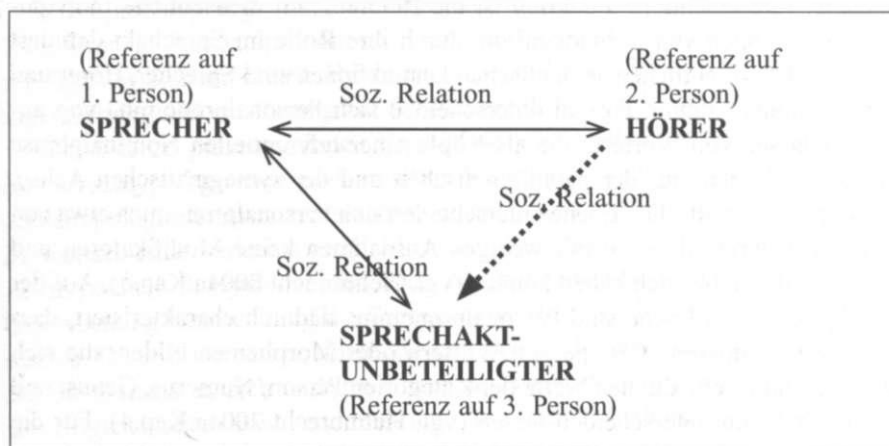 (Referenz auf
1. Person)
SPRECHER
Soz. Relation
(Referenz auf
2. Person)
HÖRER
Soz. Relation
Soz. Relation
SPRECHAKT-
UNBETEILIGTER
(Referenz auf 3. Person)